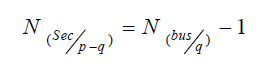 N (Sec/p-q) = N (bus/q) - 1